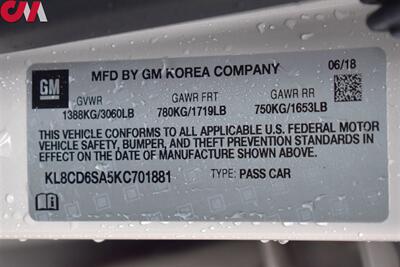 CMA
GM
MFD BY GM KOREA COMPANY
06/18
GVWR GAWR FRT GAWR RR
1388KG/3060LB 780KG/1719LB 750KG/1653LB
THIS VEHICLE CONFORMS TO ALL APPLICABLE U.S. FEDERAL MOTOR
VEHICLE SAFETY, BUMPER, AND THEFT PREVENTION STANDARDS
IN EFFECT ON THE DATE OF MANUFACTURE SHOWN ABOVE.
KL8CD6SA5KC701881 TYPE: PASS CAR